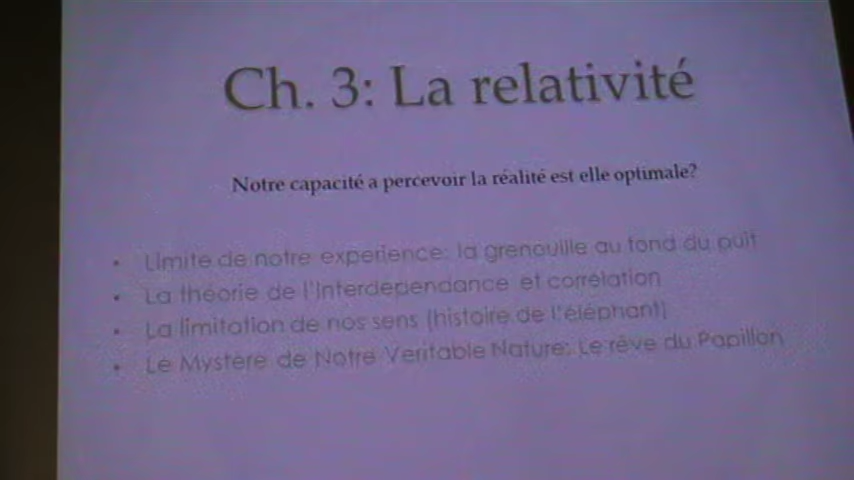 Ch. 3: La relativité
Notre capacité a percevoir la réalité est elle optimale?
• Limite de notre experience: la grenouille au fond du puit
• La théorie de l'Interdependance et corrélation
• La limitation de nos sens (histoire de l'éléphant)
• Le Mystère de Notre Veritable Nature: Le rêve du Papillon